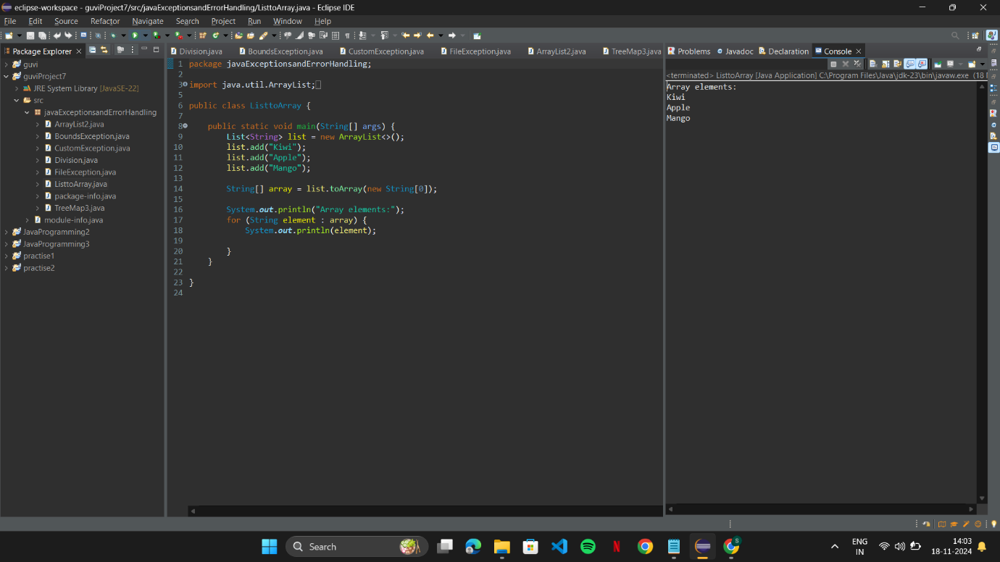 eclipse-workspace - guviProject7/src/javaExceptionsandErrorHandling/ListtoArray.java - Eclipse IDE
File Edit Source Refactor Navigate Search Project Run Window Help
Package Explorer
guvi
guviProject7
JRE System Library [JavaSE-22]
src
javaExceptionsandErrorHandling
ArrayList2.java
BoundsException.java
CustomException.java
Division.java
FileException.java
ListtoArray.java
package-info.java
TreeMap3.java
module-info.java
JavaProgramming2
JavaProgramming3
practise1
practise2
Division.java BoundsException.java CustomException.java FileException.java ArrayList2.java TreeMap3.java
1 package javaExceptionsandErrorHandling;
2
3 import java.util.ArrayList;
5
6 public class ListtoArray {
7
8 public static void main(String[] args) {
9 List<String> list = new ArrayList<>();
10 list.add("Kiwi");
11 list.add("Apple");
12 list.add("Mango");
13
14 String[] array = list.toArray(new String[0]);
15
16 System.out.println("Array elements:");
17 for (String element : array) {
18 System.out.println(element);
19
20 }
21 }
22
23 }
24
Problems Javadoc Declaration Console
<terminated> ListtoArray [Java Application] C:\Program Files\Java\jdk-23\bin\javaw.exe (18
Array elements:
Kiwi
Apple
Mango
Search
ENG
IN
14:03
18-11-2024